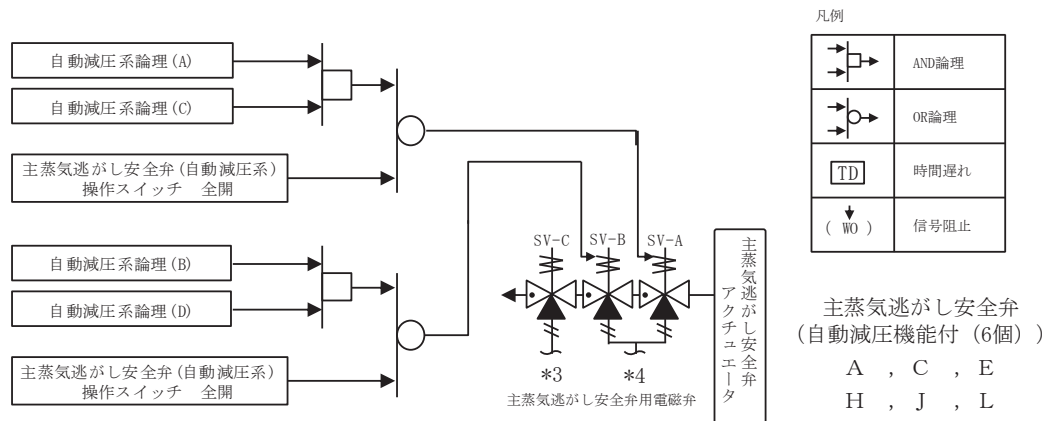 自動減圧系論理(A)
自動減圧系論理(C)
主蒸気逃がし安全弁(自動減圧系)
操作スイッチ 全開
自動減圧系論理(B)
自動減圧系論理(D)
主蒸気逃がし安全弁(自動減圧系)
操作スイッチ 全開
SV-C SV-B SV-A
*3 *4
主蒸気逃がし安全弁用電磁弁
主蒸気逃がし安全弁
アクチュエータ
凡例
AND論理
OR論理
TD 時間遅れ
( WO ) 信号阻止
主蒸気逃がし安全弁
(自動減圧機能付 (6個))
A , C , E
H , J , L